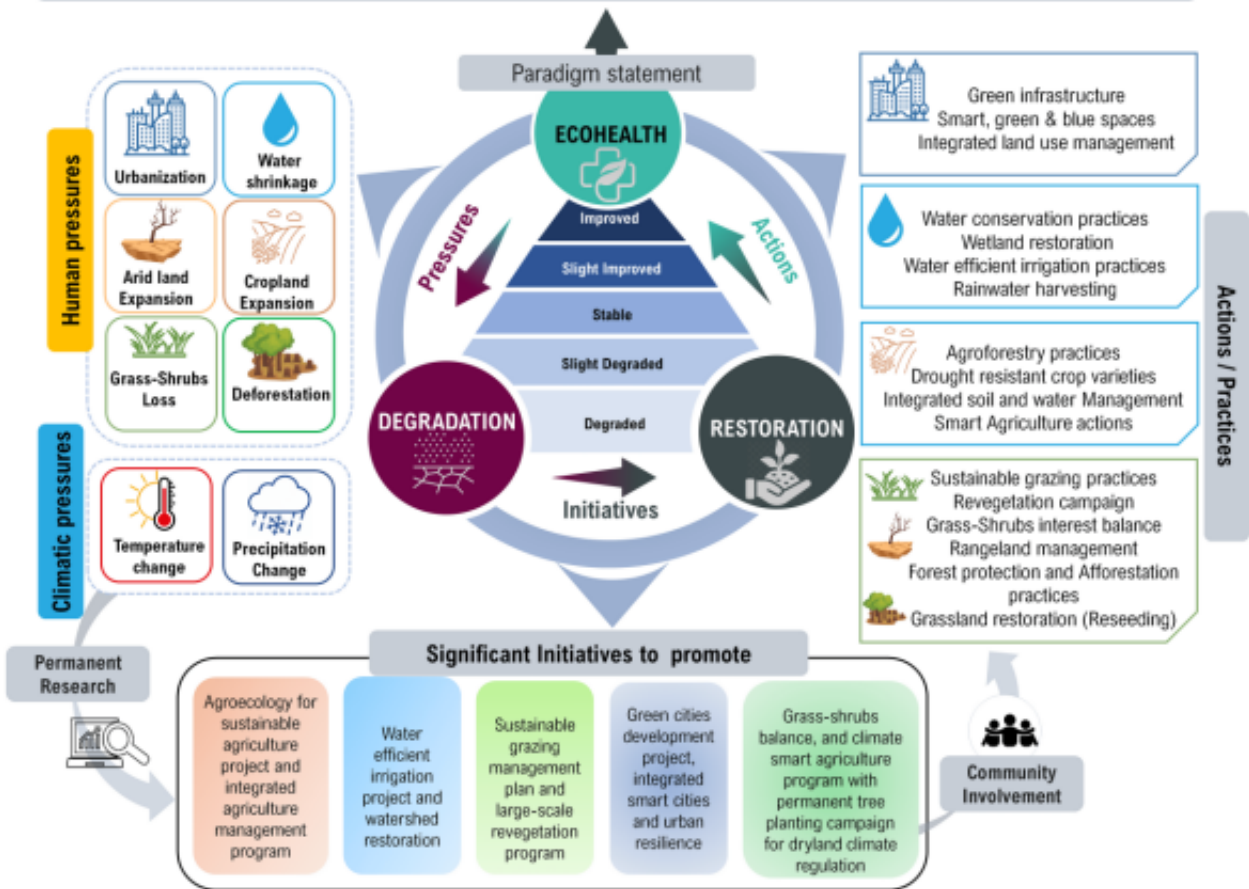 Paradigm statement
Human pressures
Urbanization
Water
shrinkage
Arid land
Expansion
Cropland
Expansion
Grass-Shrubs
Loss
Deforestation
Climatic pressures
Temperature
change
Precipitation
Change
ECOHEALTH
Pressures
Actions
Improved
Slight Improved
Stable
Slight Degraded
Degraded
DEGRADATION
RESTORATION
Initiatives
Green infrastructure
Smart, green & blue spaces
Integrated land use management
Water conservation practices
Wetland restoration
Water efficient irrigation practices
Rainwater harvesting
Agroforestry practices
Drought resistant crop varieties
Integrated soil and water Management
Smart Agriculture actions
Sustainable grazing practices
Revegetation campaign
Grass-Shrubs interest balance
Rangeland management
Forest protection and Afforestation
practices
Grassland restoration (Reseeding)
Actions / Practices
Permanent
Research
Significant Initiatives to promote
Agroecology for
sustainable
agriculture
project and
integrated
agriculture
management
program
Water
efficient
irrigation
project and
watershed
restoration
Sustainable
grazing
management
plan and
large-scale
revegetation
program
Green cities
development
project,
integrated
smart cities
and urban
resilience
Grass-shrubs
balance, and climate
smart agriculture
program with
permanent tree
planting campaign
for dryland climate
regulation
Community
Involvement